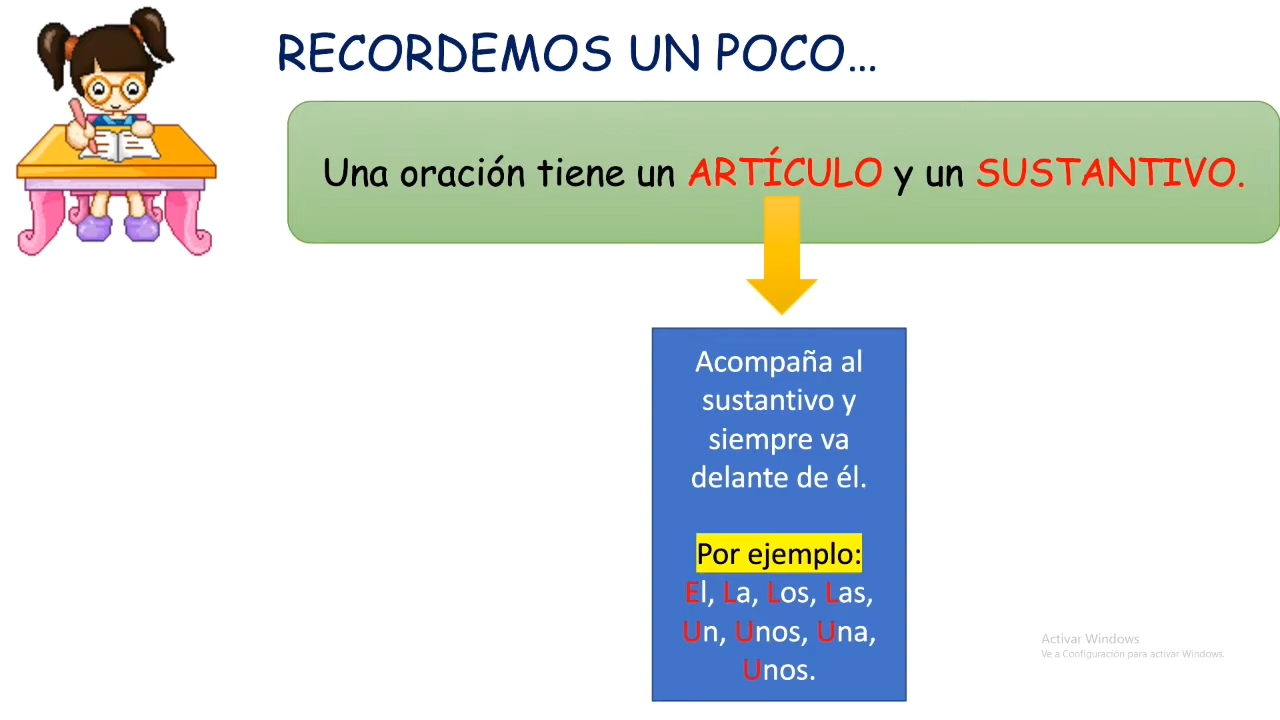 RECORDEMOS UN POCO...
Una oración tiene un ARTÍCULO y un SUSTANTIVO.
Acompaña al
sustantivo y
siempre va
delante de él.
Por ejemplo:
El, La, Los, Las,
Un, Unos, Una,
Unos.
Activar Windows
Ve a Configuración para activar Windows.